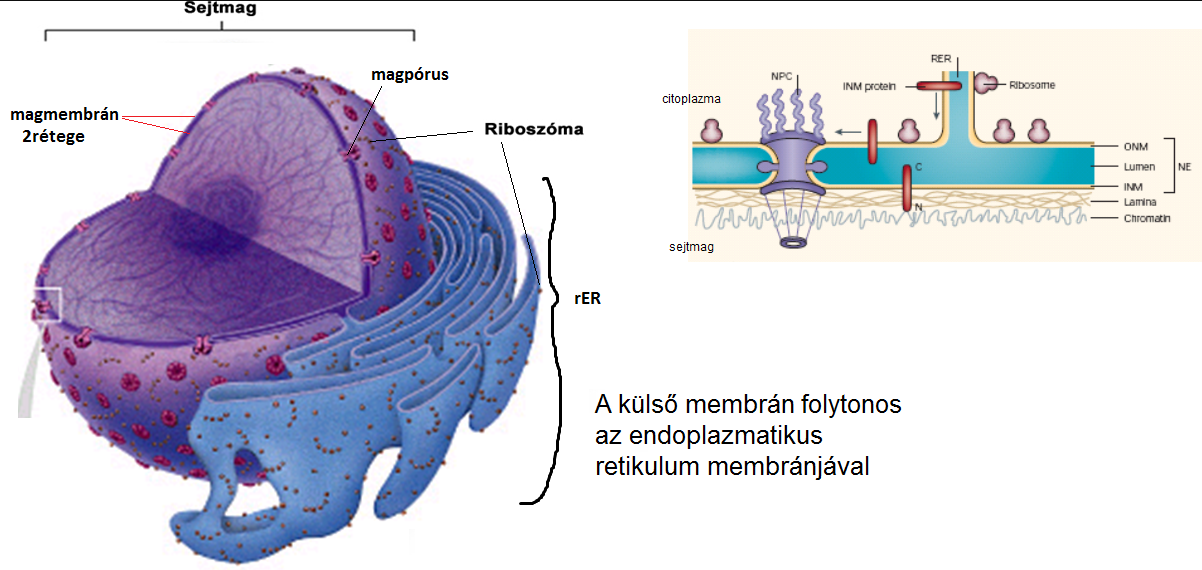 Sejtmag
magpórus
magmembrán
2rétege
Riboszóma
rER
A külső membrán folytonos
az endoplazmatikus
retikulum membránjával
RER
NPC
INM protein
Ribosome
citoplazma
ONM
C
Lumen
NE
INM
N
Lamina
Chromatin
sejtmag